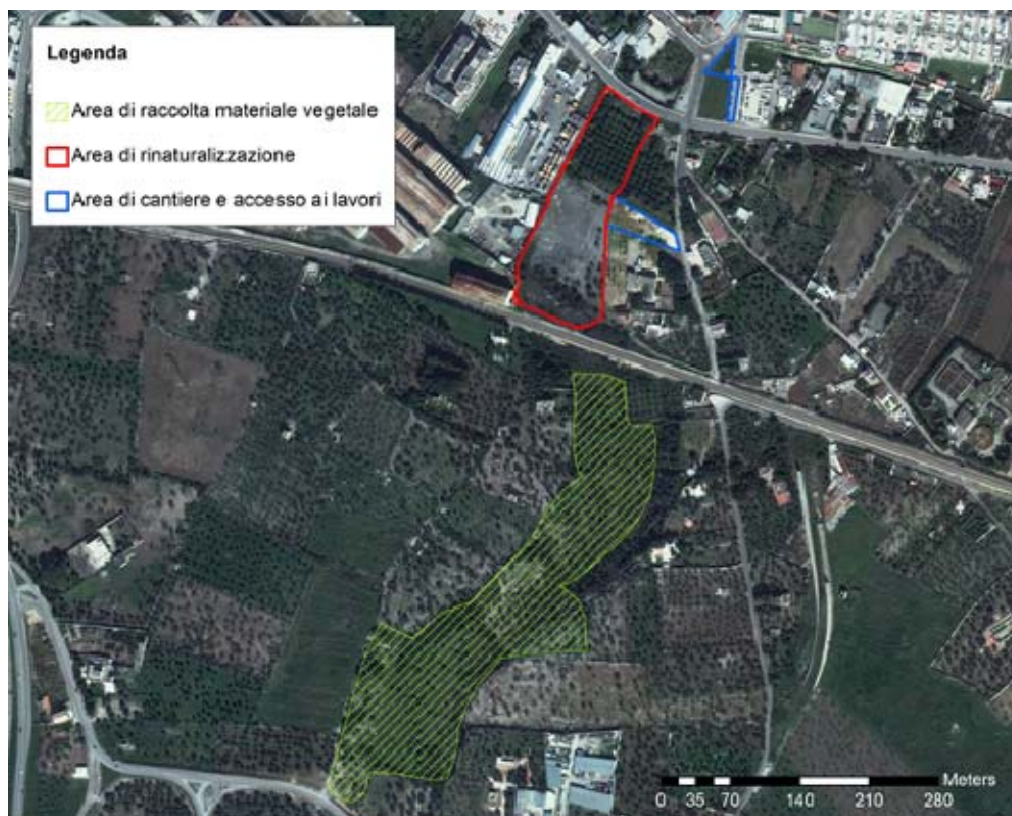 Legenda
Area di raccolta materiale vegetale
Area di rinaturalizzazione
Area di cantiere e accesso ai lavori
Meters
0 35 70 140 210 280